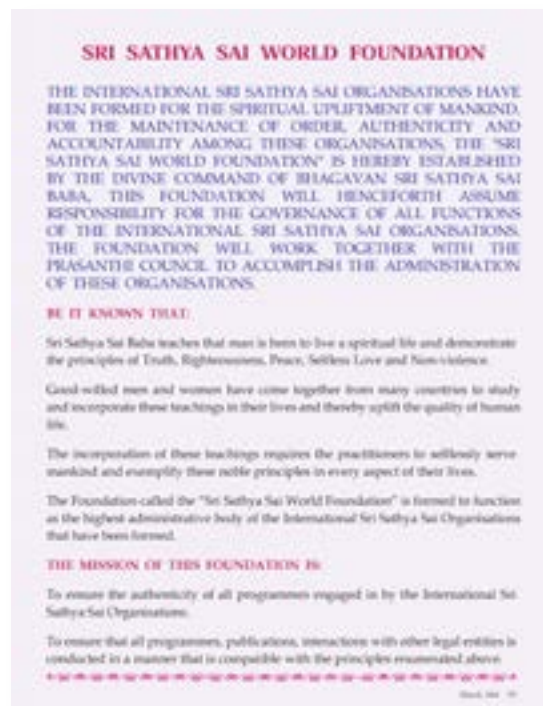 SRI SATHYA SAI WORLD FOUNDATION
THE INTERNATIONAL SRI SATHYA SAI ORGANISATIONS HAVE
BEEN FORMED FOR THE SPIRITUAL UPLIFTMENT OF MANKIND.
FOR THE MAINTENANCE OF ORDER, AUTHENTICITY AND
ACCOUNTABILITY AMONG THESE ORGANISATIONS, THE "SRI
SATHYA SAI WORLD FOUNDATION" IS HEREBY ESTABLISHED
BY THE DIVINE COMMAND OF BHAGAVAN SRI SATHYA SAI
BABA, THIS FOUNDATION WILL HENCEFORTH ASSUME
RESPONSIBILITY FOR THE GOVERNANCE OF ALL FUNCTIONS
OF THE INTERNATIONAL SRI SATHYA SAI ORGANISATIONS.
THE FOUNDATION WILL WORK TOGETHER WITH THE
PRASANTHI COUNCIL TO ACCOMPLISH THE ADMINISTRATION
OF THESE ORGANISATIONS.
BE IT KNOWN THAT:
Sri Sathya Sai Baba teaches that man is born to live a spiritual life and demonstrate
the principles of Truth, Righteousness, Peace, Selfless Love and Non-violence.
Good-willed men and women have come together from many countries to study
and incorporate these teachings in their lives and thereby uplift the quality of human
life.
The incorporation of these teachings requires the practitioners to selflessly serve
mankind and exemplify these noble principles in every aspect of their lives.
The Foundation called the "Sri Sathya Sai World Foundation" is formed to function
as the highest administrative body of the International Sri Sathya Sai Organisations
that have been formed.
THE MISSION OF THIS FOUNDATION IS:
To ensure the authenticity of all programmes engaged in by the International Sri
Sathya Sai Organisations.
To ensure that all programmes, publications, interactions with other legal entities is
conducted in a manner that is compatible with the principles enumerated above.